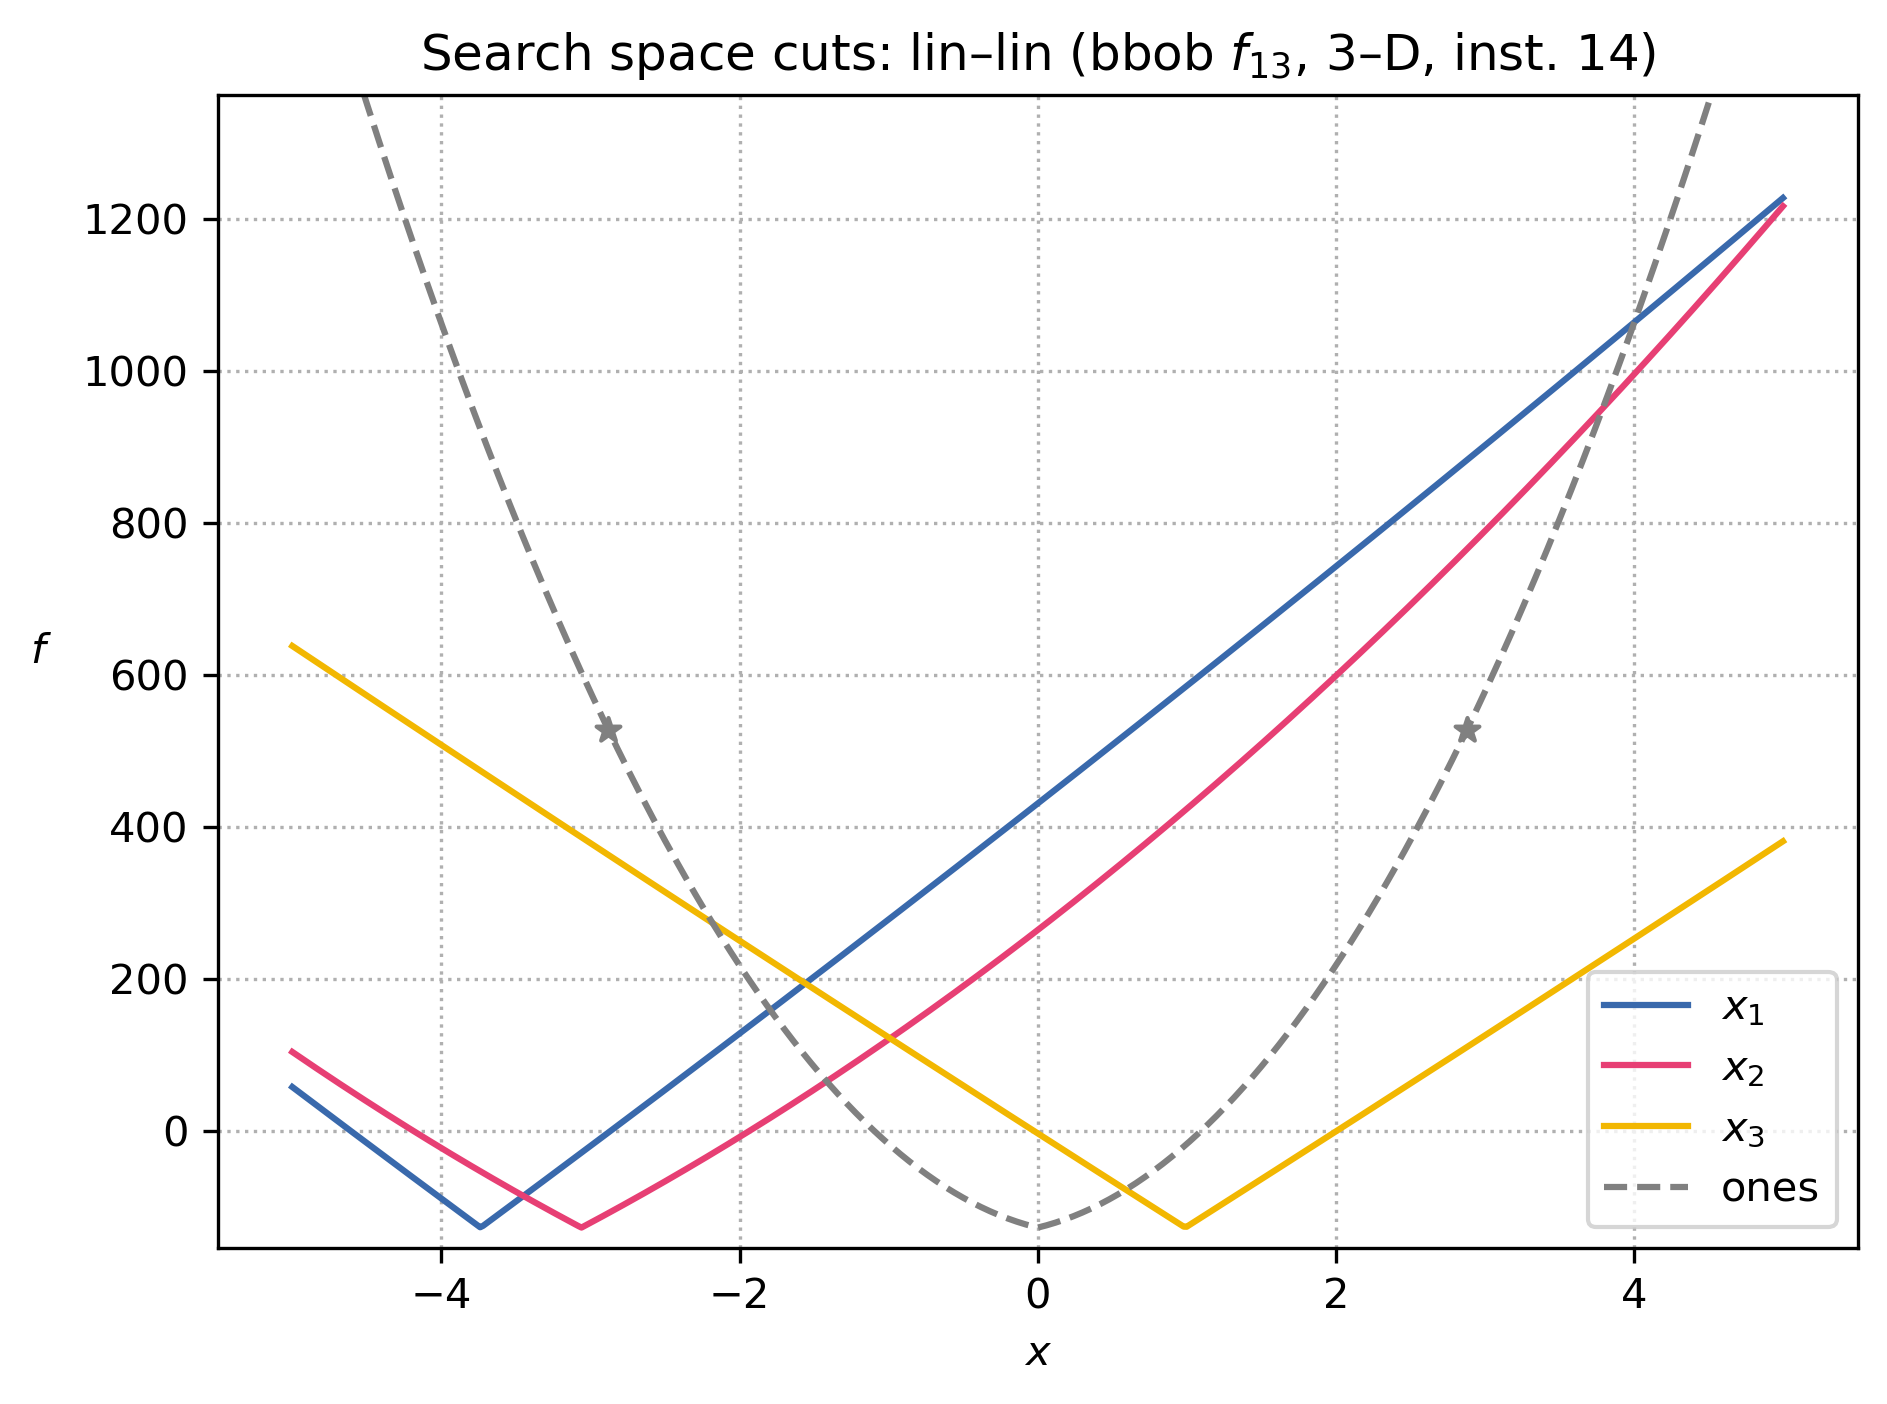 Search space cuts: lin–lin (bbob f₁₃, 3–D, inst. 14)
f
1200
1000
800
600
400
200
0
−4
−2
0
2
4
x
x₁
x₂
x₃
ones